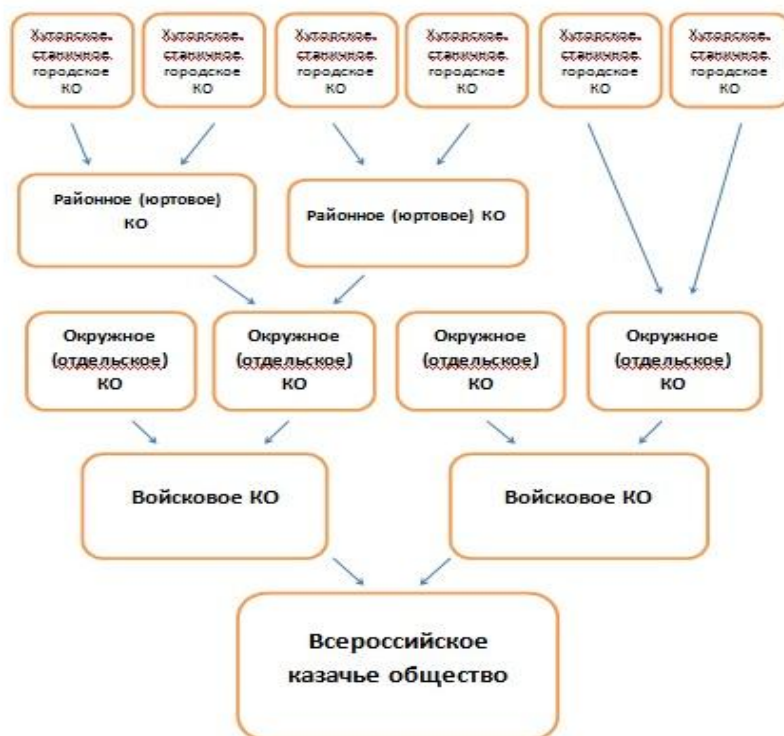 Хуторское,
станичное,
городское
КО
Хуторское,
станичное,
городское
КО
Хуторское,
станичное,
городское
КО
Хуторское,
станичное,
городское
КО
Хуторское,
станичное,
городское
КО
Хуторское,
станичное,
городское
КО
Районное (юртовое)
КО
Районное (юртовое) КО
Окружное
(отдельское)
КО
Окружное
(отдельское)
КО
Окружное
(отдельское)
КО
Окружное
(отдельское)
КО
Войсковое КО
Войсковое КО
Всероссийское
казачье общество